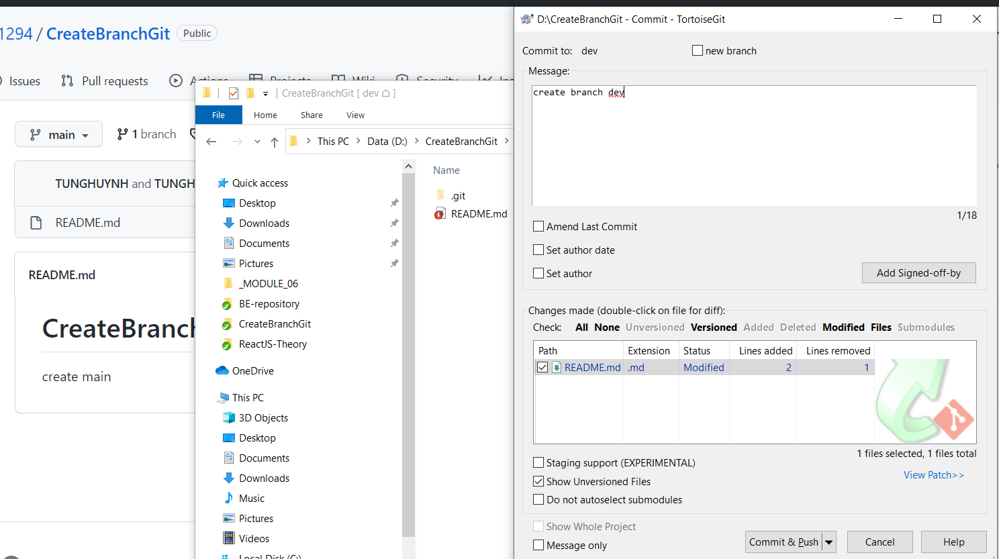 1294 / CreateBranchGit Public
Issues Pull requests Actions Projects Wiki Security
main 1 branch
TUNGHUYNH and TUNGH
README.md
README.md
CreateBranch
create main
CreateBranchGit [ dev ]
File Home Share View
This PC Data (D:) CreateBranchGit
Quick access
Desktop
Downloads
Documents
Pictures
_MODULE_06
BE-repository
CreateBranchGit
ReactJS-Theory
OneDrive
This PC
3D Objects
Desktop
Documents
Downloads
Music
Pictures
Videos
Local Disk (C:)
Name
.git
README.md
D:\CreateBranchGit - Commit - TortoiseGit
Commit to: dev new branch
Message:
create branch dev
1/18
Amend Last Commit
Set author date
Set author
Add Signed-off-by
Changes made (double-click on file for diff):
Check: All None Unversioned Versioned Added Deleted Modified Files Submodules
Path Extension Status Lines added Lines removed
README.md .md Modified 2 1
1 files selected, 1 files total
Staging support (EXPERIMENTAL)
View Patch>>
Show Unversioned Files
Do not autoselect submodules
Show Whole Project
Message only
Commit & Push Cancel Help